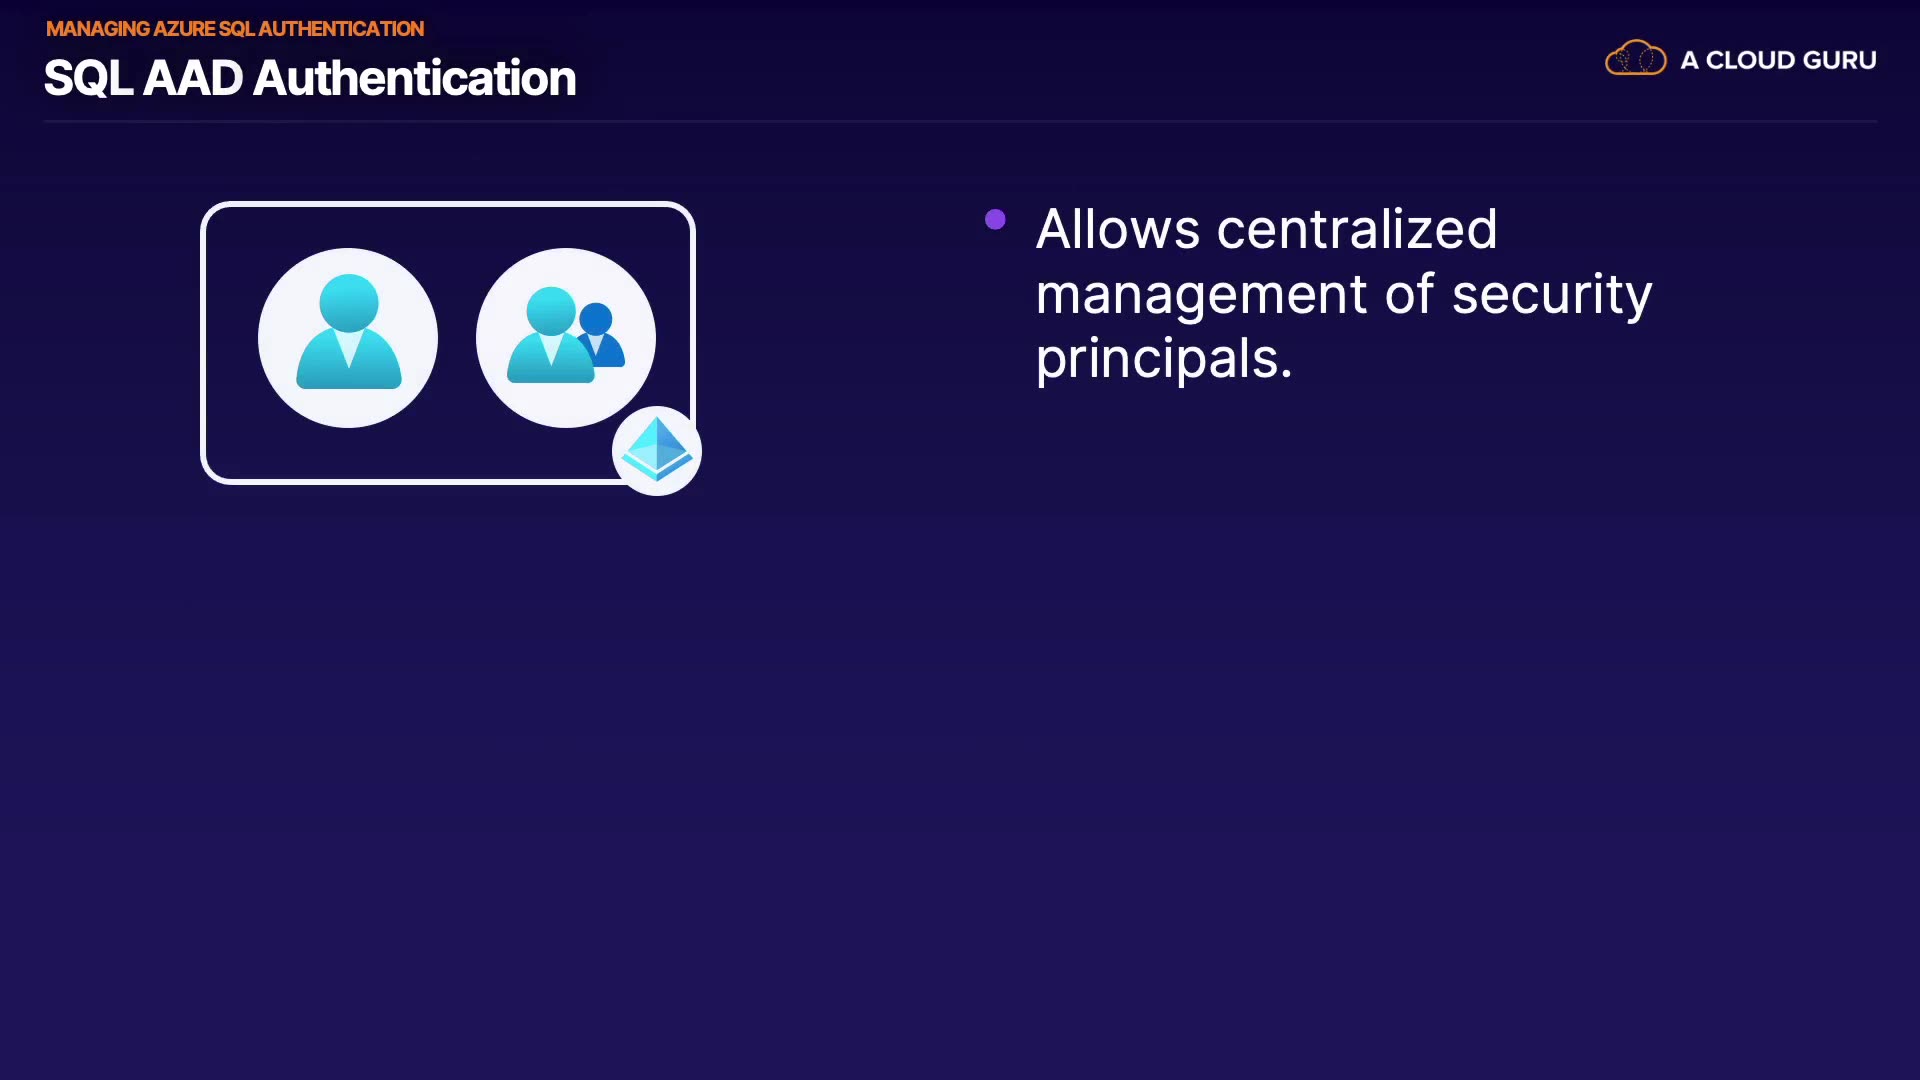 MANAGING AZURE SQL AUTHENTICATION
SQL AAD Authentication
A CLOUD GURU
Allows centralized
management of security
principals.